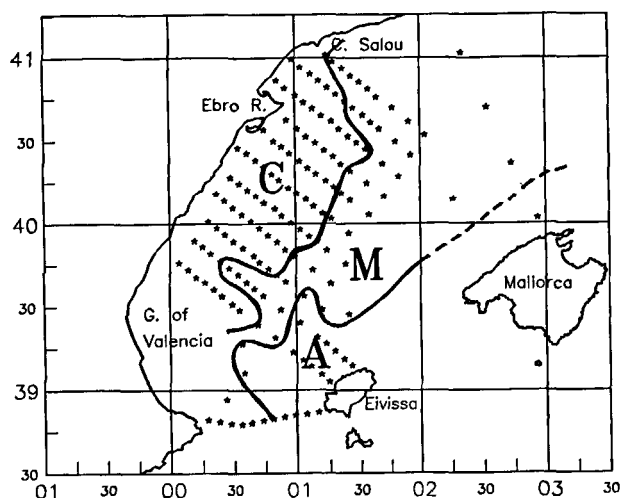 41
C. Salou
Ebro R.
30
C
40
M
Mallorca
30
G. of
Valencia
A
39
Eivissa
30
01 30 00 30 01 30 02 30 03 30